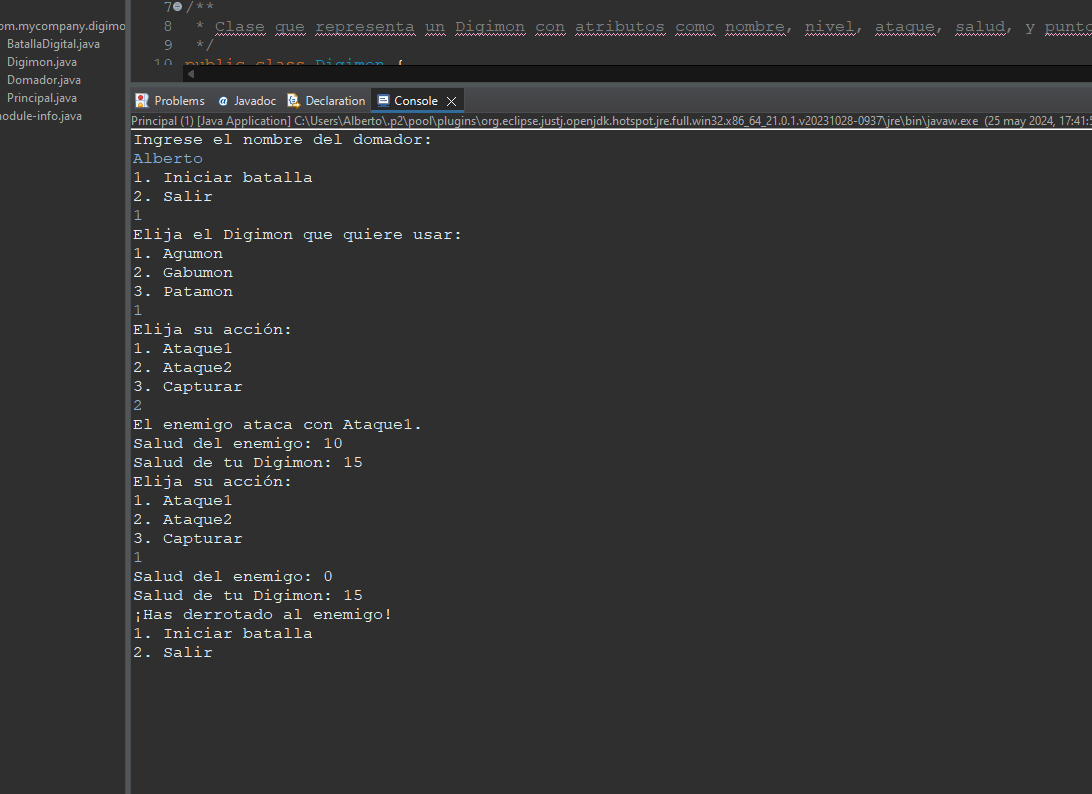 om.mycompany.digimo
BatallaDigital.java
Digimon.java
Domador.java
Principal.java
module-info.java
7 /**
8 * Clase que representa un Digimon con atributos como nombre, nivel, ataque, salud, y punto
9 */
10 public class Digimon {
Problems Javadoc Declaration Console
Principal (1) [Java Application] C:\Users\Alberto\.p2\pool\plugins\org.eclipse.justj.openjdk.hotspot.jre.full.win32.x86_64_21.0.1.v20231028-0937\jre\bin\javaw.exe (25 may 2024, 17:41:5
Ingrese el nombre del domador:
Alberto
1. Iniciar batalla
2. Salir
1
Elija el Digimon que quiere usar:
1. Agumon
2. Gabumon
3. Patamon
1
Elija su acción:
1. Ataque1
2. Ataque2
3. Capturar
2
El enemigo ataca con Ataque1.
Salud del enemigo: 10
Salud de tu Digimon: 15
Elija su acción:
1. Ataque1
2. Ataque2
3. Capturar
1
Salud del enemigo: 0
Salud de tu Digimon: 15
¡Has derrotado al enemigo!
1. Iniciar batalla
2. Salir